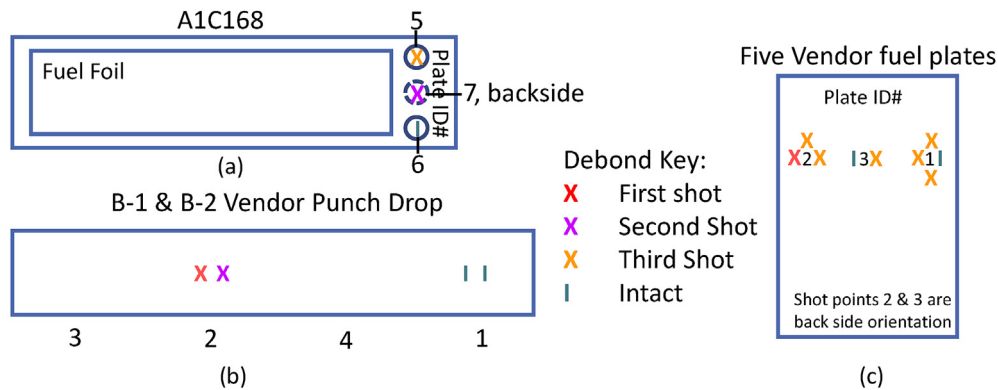 A1C168
5
Fuel Foil
X
X
I
Plate ID#
7, backside
6
(a)
B-1 & B-2 Vendor Punch Drop
X X
I I
3 2 4 1
(b)
Debond Key:
X First shot
X Second Shot
X Third Shot
I Intact
Five Vendor fuel plates
Plate ID#
X X
X2X I3X X1I
X
Shot points 2 & 3 are
back side orientation
(c)